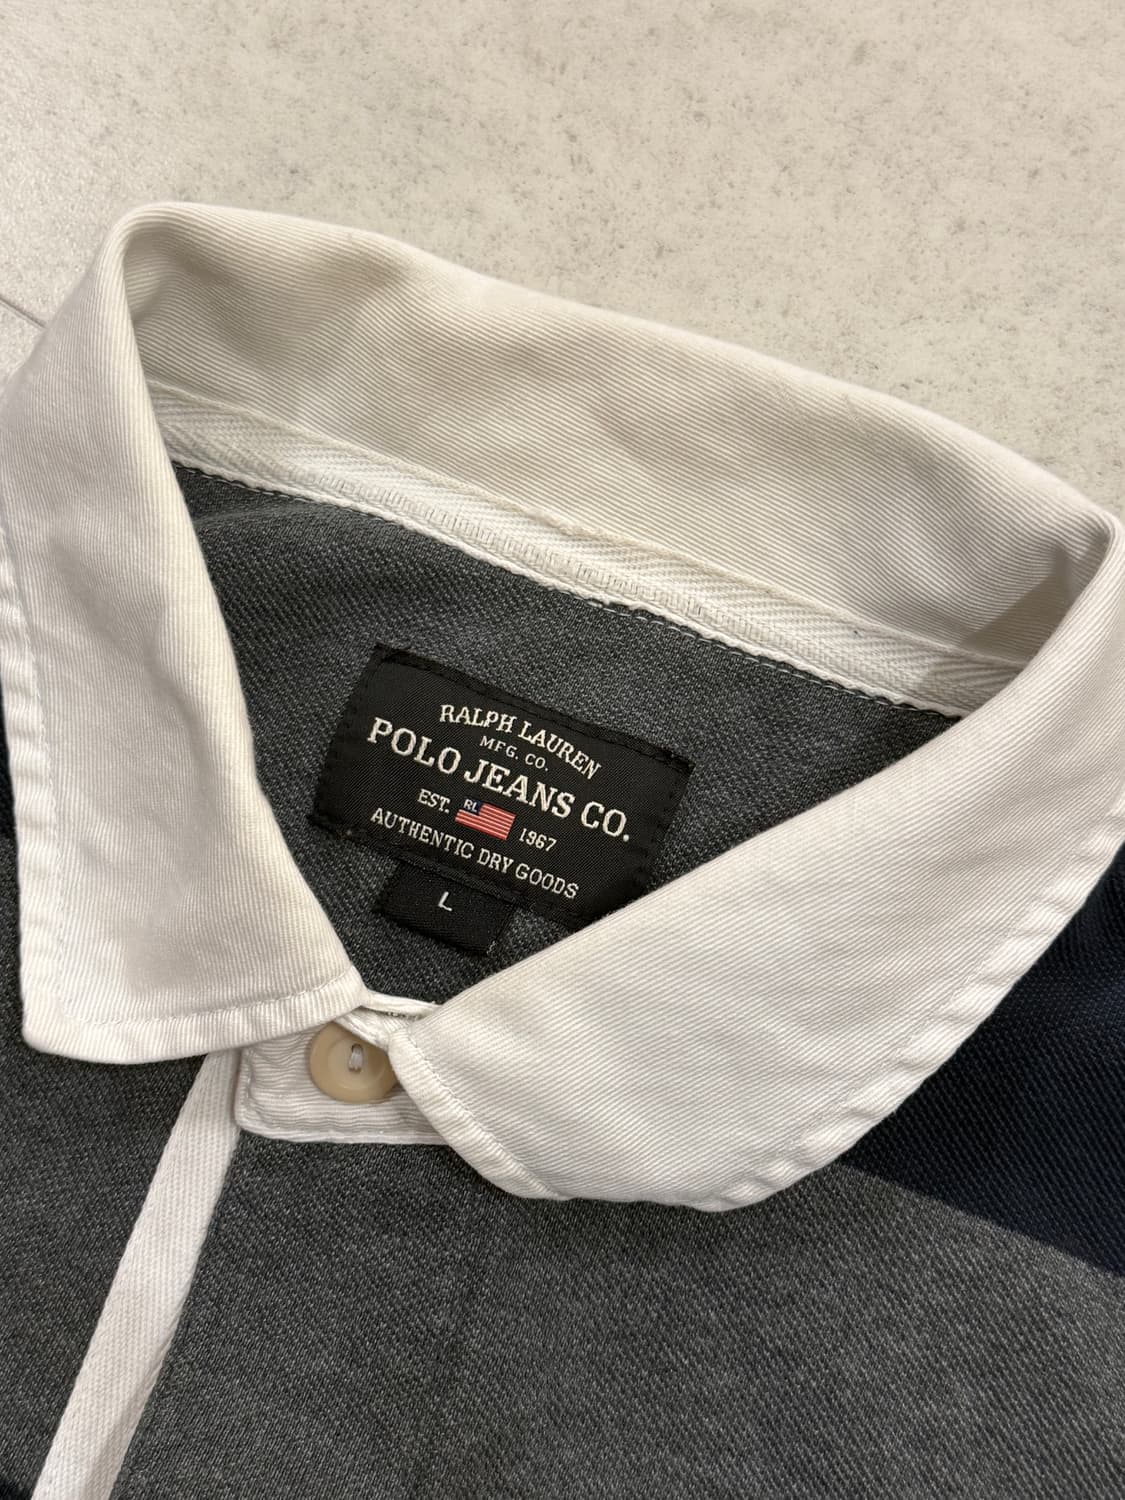 RALPH LAUREN
MFG. CO.
POLO JEANS CO.
EST. RL 1967
AUTHENTIC DRY GOODS
L